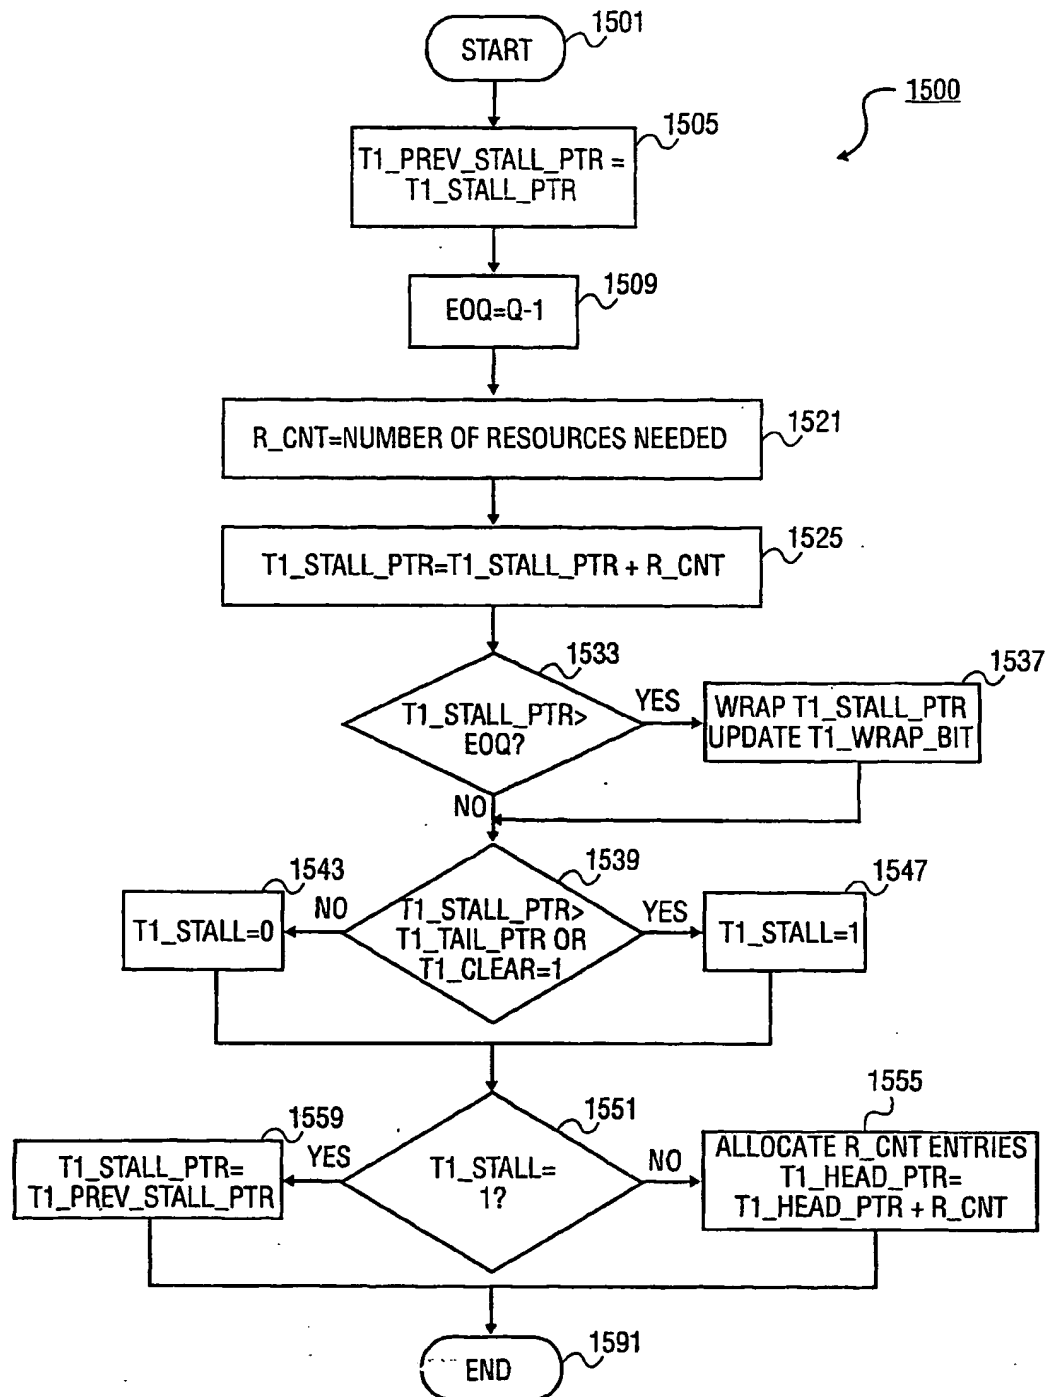 START
1501
1500
T1_PREV_STALL_PTR =
T1_STALL_PTR
1505
EOQ=Q-1
1509
R_CNT=NUMBER OF RESOURCES NEEDED
1521
T1_STALL_PTR=T1_STALL_PTR + R_CNT
1525
T1_STALL_PTR>
EOQ?
1533
YES
WRAP T1_STALL_PTR
UPDATE T1_WRAP_BIT
1537
NO
T1_STALL_PTR>
T1_TAIL_PTR OR
T1_CLEAR=1
1539
NO
T1_STALL=0
1543
YES
T1_STALL=1
1547
T1_STALL=
1?
1551
YES
T1_STALL_PTR=
T1_PREV_STALL_PTR
1559
NO
ALLOCATE R_CNT ENTRIES
T1_HEAD_PTR=
T1_HEAD_PTR + R_CNT
1555
END
1591